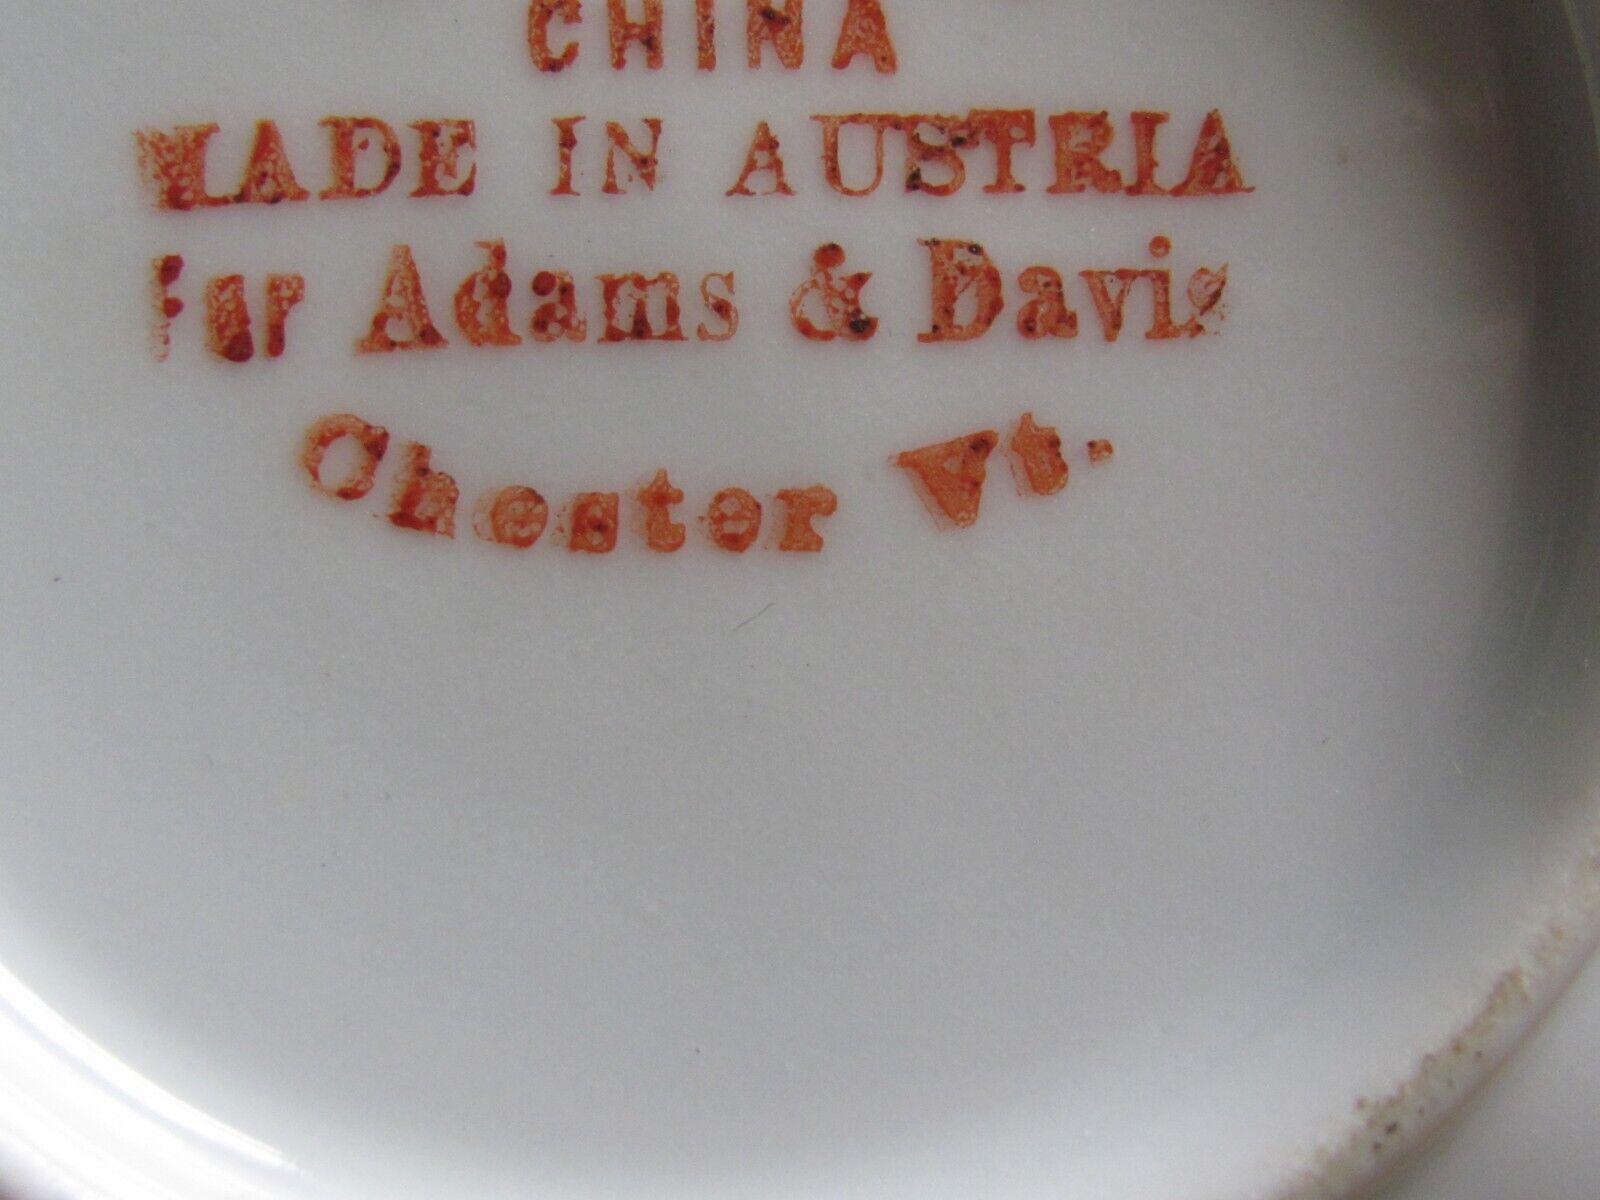 CHINA
MADE IN AUSTRIA
For Adams & Davis
Chester Vt.